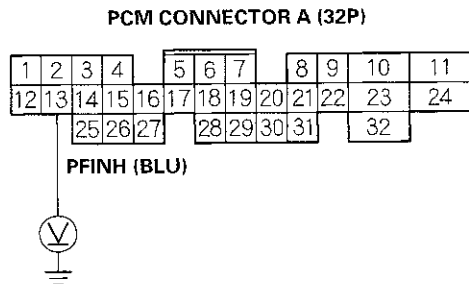 PCM CONNECTOR A (32P)
1 2 3 4 5 6 7 8 9 10 11
12 13 14 15 16 17 18 19 20 21 22 23 24
25 26 27 28 29 30 31 32
PFINH (BLU)
V